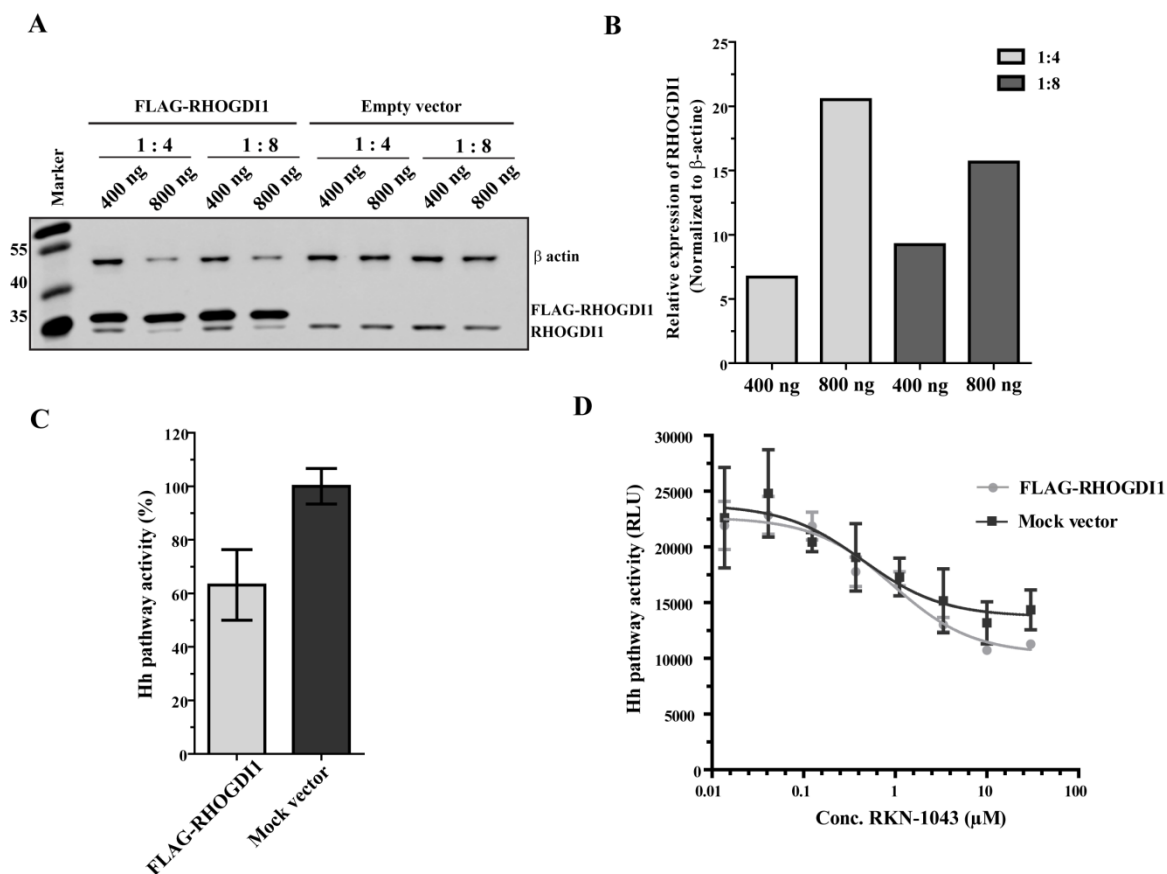 A
FLAG-RHOGDI1 Empty vector
1 : 4 1 : 8 1 : 4 1 : 8
Marker 400 ng 800 ng 400 ng 800 ng 400 ng 800 ng 400 ng 800 ng
55
40
35
β actin
FLAG-RHOGDI1
RHOGDI1
B
Relative expression of RHOGDI1
(Normalized to β-actine)
25
20
15
10
5
0
1:4
1:8
400 ng 800 ng 400 ng 800 ng
C
Hh pathway activity (%)
120
100
80
60
40
20
0
FLAG-RHOGDI1
Mock vector
D
Hh pathway activity (RLU)
30000
25000
20000
15000
10000
5000
0
FLAG-RHOGDI1
Mock vector
0.01 0.1 1 10 100
Conc. RKN-1043 (µM)